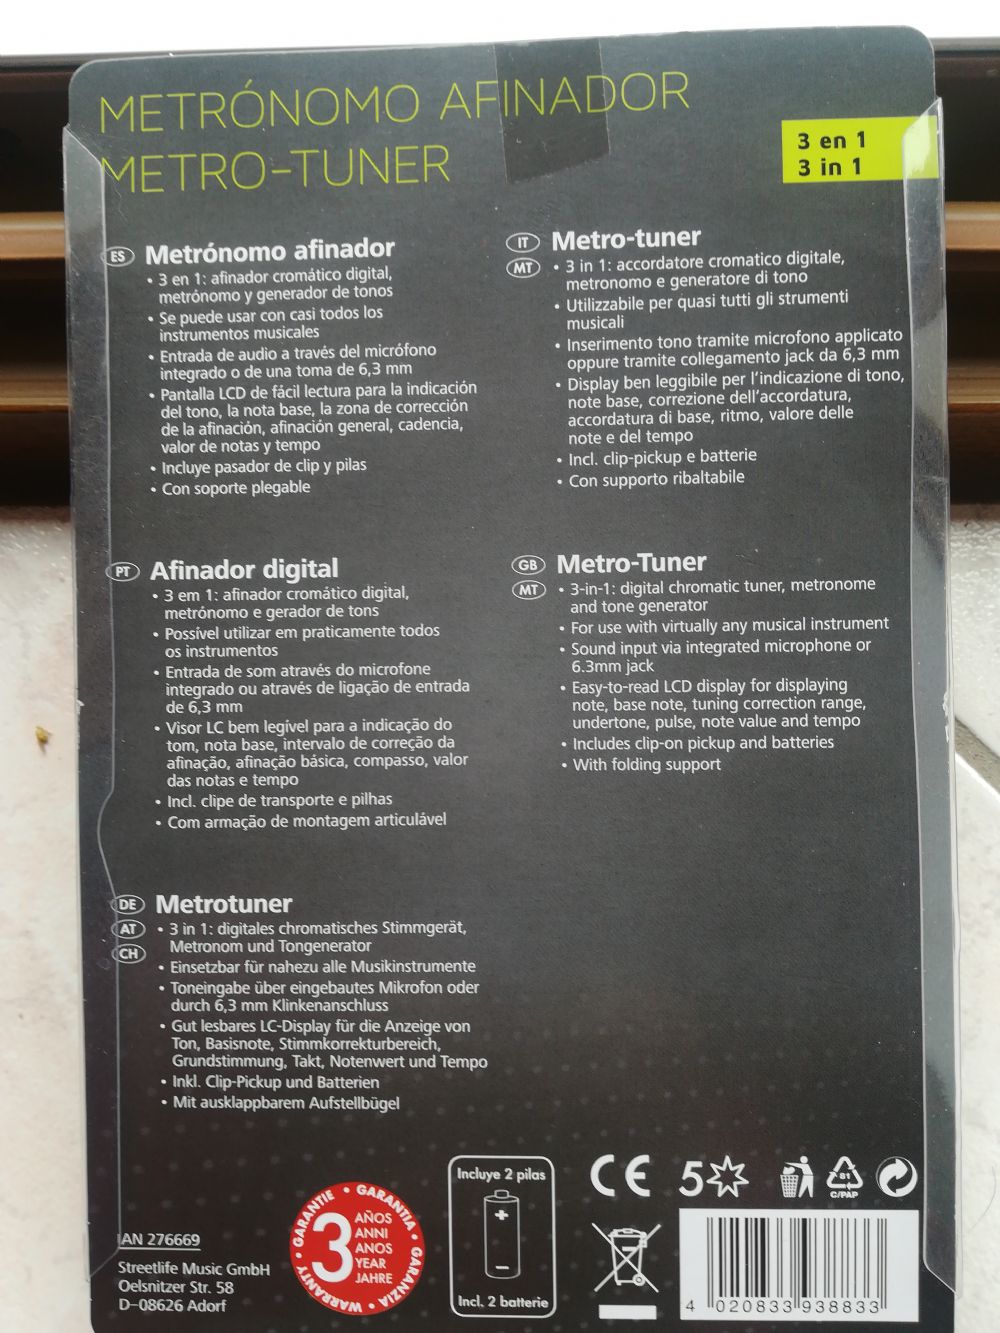 METRÓNOMO AFINADOR
METRO-TUNER
3 en 1
3 in 1
ES Metrónomo afinador
• 3 en 1: afinador cromático digital,
metrónomo y generador de tonos
• Se puede usar con casi todos los
instrumentos musicales
• Entrada de audio a través del micrófono
integrado o de una toma de 6,3 mm
• Pantalla LCD de fácil lectura para la indicación
del tono, la nota base, la zona de corrección
de la afinación, afinación general, cadencia,
valor de notas y tempo
• Incluye pasador de clip y pilas
• Con soporte plegable
IT
MT
Metro-tuner
• 3 in 1: accordatore cromatico digitale,
metronomo e generatore di tono
• Utilizzabile per quasi tutti gli strumenti
musicali
• Inserimento tono tramite microfono applicato
oppure tramite collegamento jack da 6,3 mm
• Display ben leggibile per l'indicazione di tono,
note base, correzione dell'accordatura,
accordatura di base, ritmo, valore delle
note e del tempo
• Incl. clip-pickup e batterie
• Con supporto ribaltabile
PT Afinador digital
• 3 em 1: afinador cromático digital,
metrónomo e gerador de tons
• Possível utilizar em praticamente todos
os instrumentos
• Entrada de som através do microfone
integrado ou através de ligação de entrada
de 6,3 mm
• Visor LC bem legível para a indicação do
tom, nota base, intervalo de correção da
afinação, afinação básica, compasso, valor
das notas e tempo
• Incl. clipe de transporte e pilhas
• Com armação de montagem articulável
GB
MT
Metro-Tuner
• 3-in-1: digital chromatic tuner, metronome
and tone generator
• For use with virtually any musical instrument
• Sound input via integrated microphone or
6.3mm jack
• Easy-to-read LCD display for displaying
note, base note, tuning correction range,
undertone, pulse, note value and tempo
• Includes clip-on pickup and batteries
• With folding support
DE
AT
CH
Metrotuner
• 3 in 1: digitales chromatisches Stimmgerät,
Metronom und Tongenerator
• Einsetzbar für nahezu alle Musikinstrumente
• Toneingabe über eingebautes Mikrofon oder
durch 6,3 mm Klinkenanschluss
• Gut lesbares LC-Display für die Anzeige von
Ton, Basisnote, Stimmkorrekturbereich,
Grundstimmung, Takt, Notenwert und Tempo
• Inkl. Clip-Pickup und Batterien
• Mit ausklappbarem Aufstellbügel
IAN 276669
Streetlife Music GmbH
Oelsnitzer Str. 58
D-08626 Adorf
GARANTIE • GARANTIA • GARANZIA • WARRANTY •
3
AÑOS
ANNI
ANOS
YEAR
JAHRE
Incluye 2 pilas
+
−
Incl. 2 batterie
CE
5
81
C/PAP
4 020833 938833